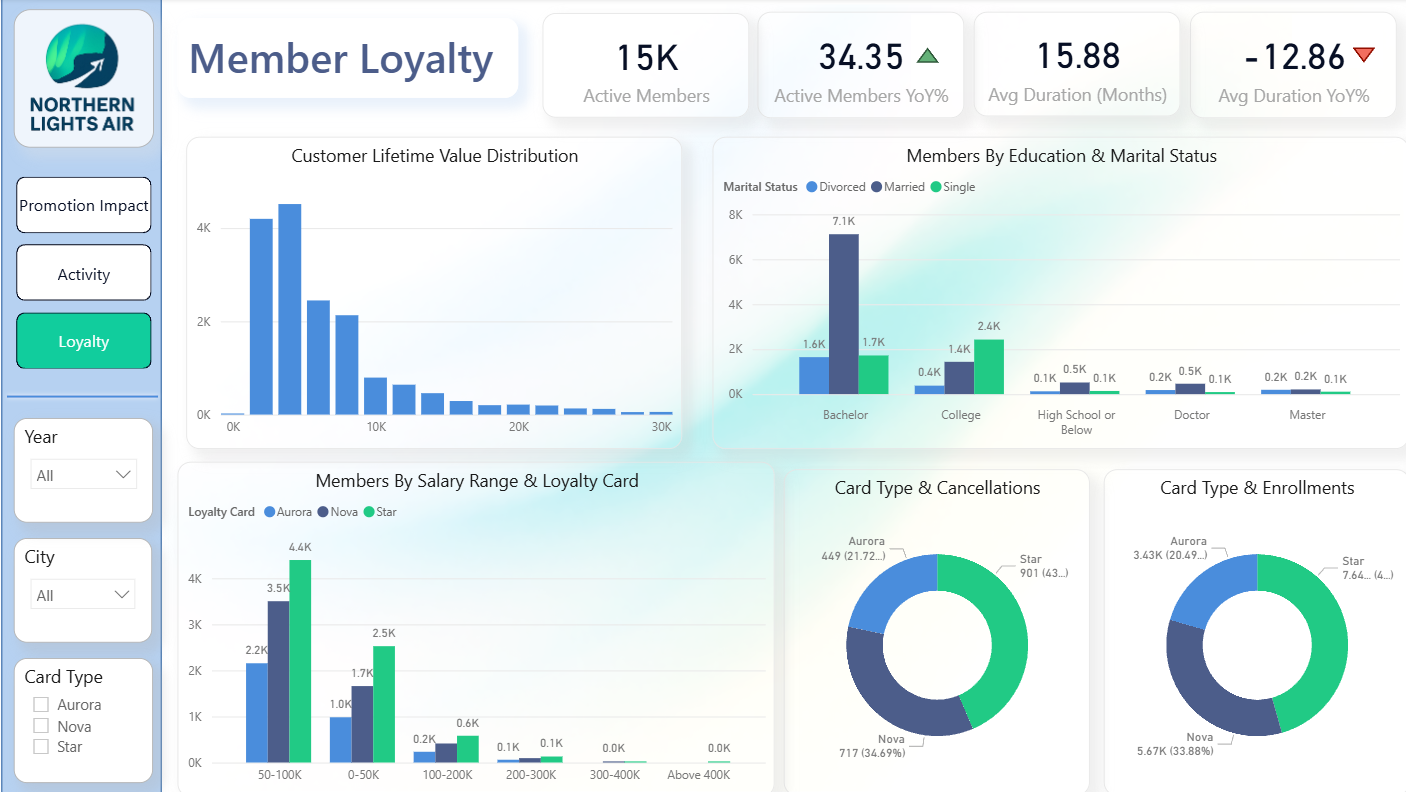 NORTHERN
LIGHTS AIR
Promotion Impact
Activity
Loyalty
Year
All
City
All
Card Type
Aurora
Nova
Star
Member Loyalty
15K
Active Members
34.35
Active Members YoY%
15.88
Avg Duration (Months)
-12.86
Avg Duration YoY%
Customer Lifetime Value Distribution
4K
2K
0K
0K 10K 20K 30K
Members By Education & Marital Status
Marital Status Divorced Married Single
8K
6K
4K
2K
0K
1.6K 7.1K 1.7K
0.4K 1.4K 2.4K
0.1K 0.5K 0.1K
0.2K 0.5K 0.1K
0.2K 0.2K 0.1K
Bachelor College High School or Doctor Master
Below
Members By Salary Range & Loyalty Card
Loyalty Card Aurora Nova Star
4K
3K
2K
1K
0K
2.2K 3.5K 4.4K
1.0K 1.7K 2.5K
0.2K 0.6K
0.1K 0.1K
0.0K
0.0K
50-100K 0-50K 100-200K 200-300K 300-400K Above 400K
Card Type & Cancellations
Aurora
449 (21.72...)
Star
901 (43...)
Nova
717 (34.69%)
Card Type & Enrollments
Aurora
3.43K (20.49...)
Star
7.64... (4...)
Nova
5.67K (33.88%)